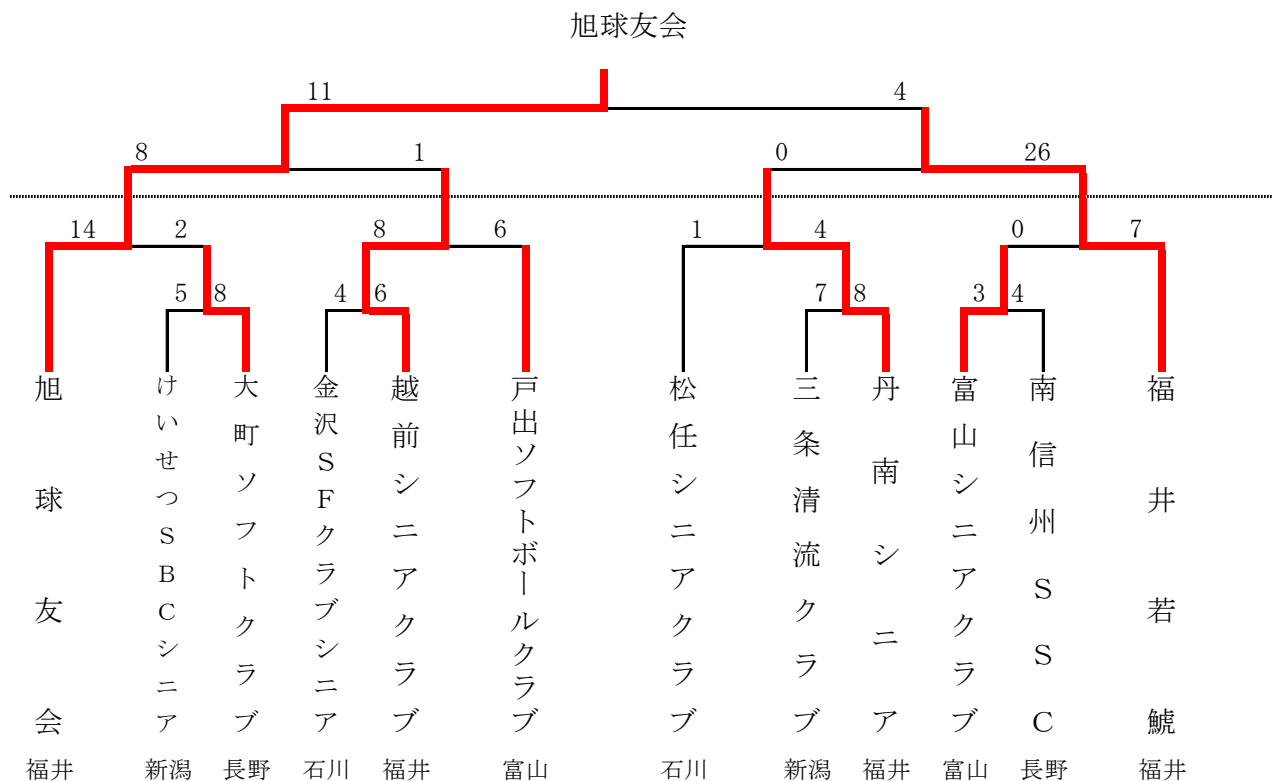 旭球友会
11 4
8 1 0 26
14 2 8 6 1 4 0 7
5 8 4 6 7 8 3 4
旭球友会
けいせつSBCシニア
大町ソフトクラブ
金沢SFクラブシニア
越前シニアクラブ
戸出ソフトボールクラブ
松任シニアクラブ
三条清流クラブ
丹南シニア
富山シニアクラブ
南信州SSC
福井若鯱
福井 新潟 長野 石川 福井 富山 石川 新潟 福井 富山 長野 福井